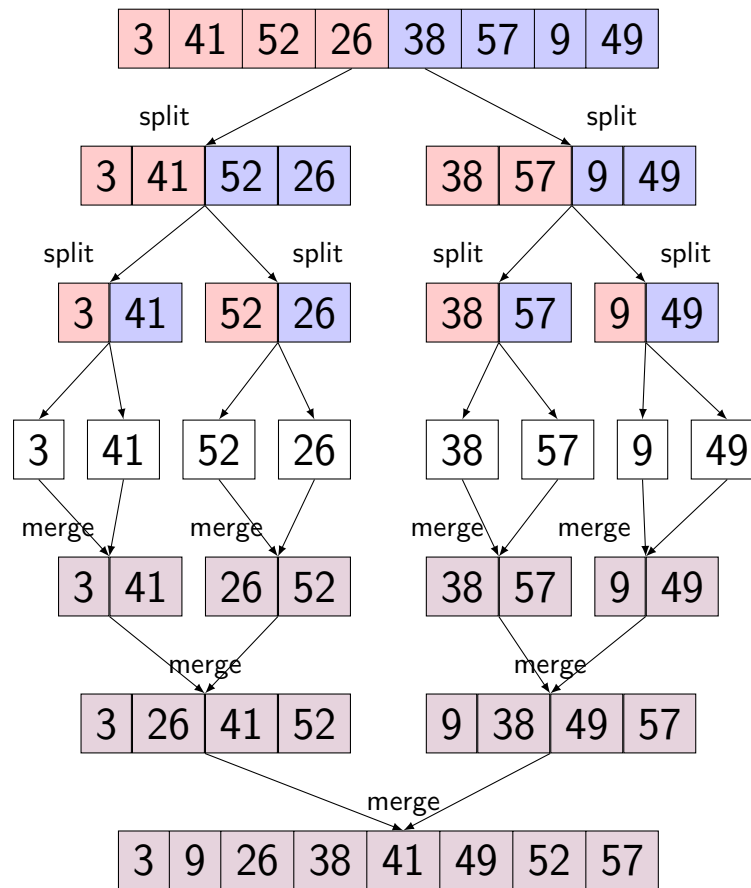 3 41 52 26 38 57 9 49
split split
3 41 52 26 38 57 9 49
split split split split
3 41 52 26 38 57 9 49
3 41 52 26 38 57 9 49
merge merge merge merge
3 41 26 52 38 57 9 49
merge merge
3 26 41 52 9 38 49 57
merge
3 9 26 38 41 49 52 57